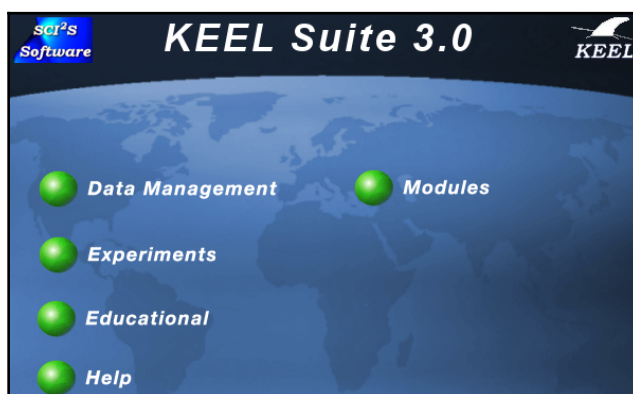 SCI²S
Software
KEEL Suite 3.0
KEEL
Data Management
Modules
Experiments
Educational
Help